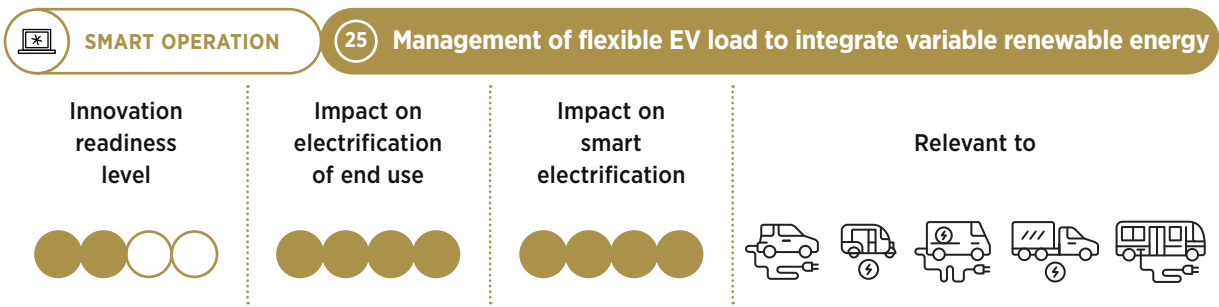 SMART OPERATION
25 Management of flexible EV load to integrate variable renewable energy
Innovation
readiness
level
Impact on
electrification
of end use
Impact on
smart
electrification
Relevant to